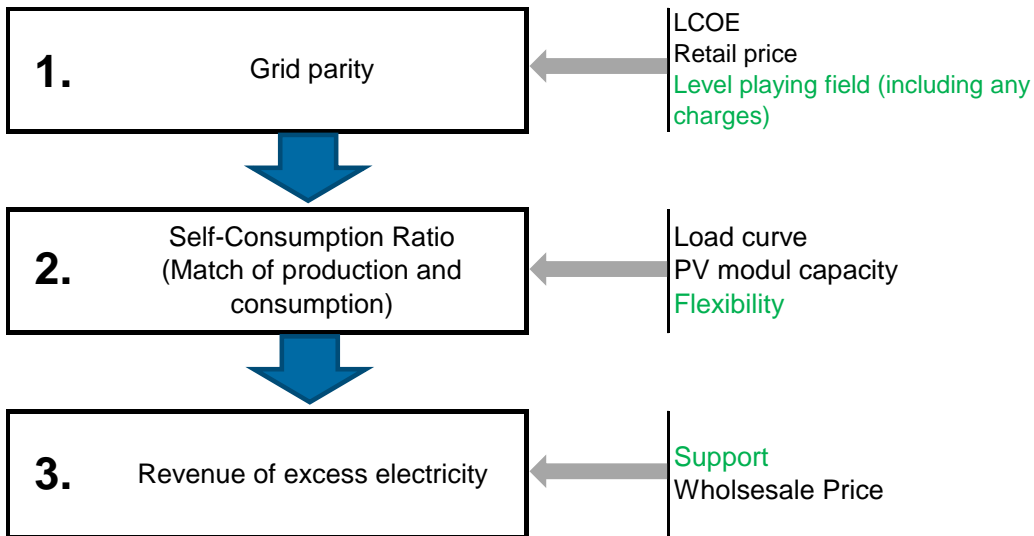 1.
Grid parity
LCOE
Retail price
Level playing field (including any
charges)
2.
Self-Consumption Ratio
(Match of production and
consumption)
Load curve
PV modul capacity
Flexibility
3.
Revenue of excess electricity
Support
Wholsesale Price